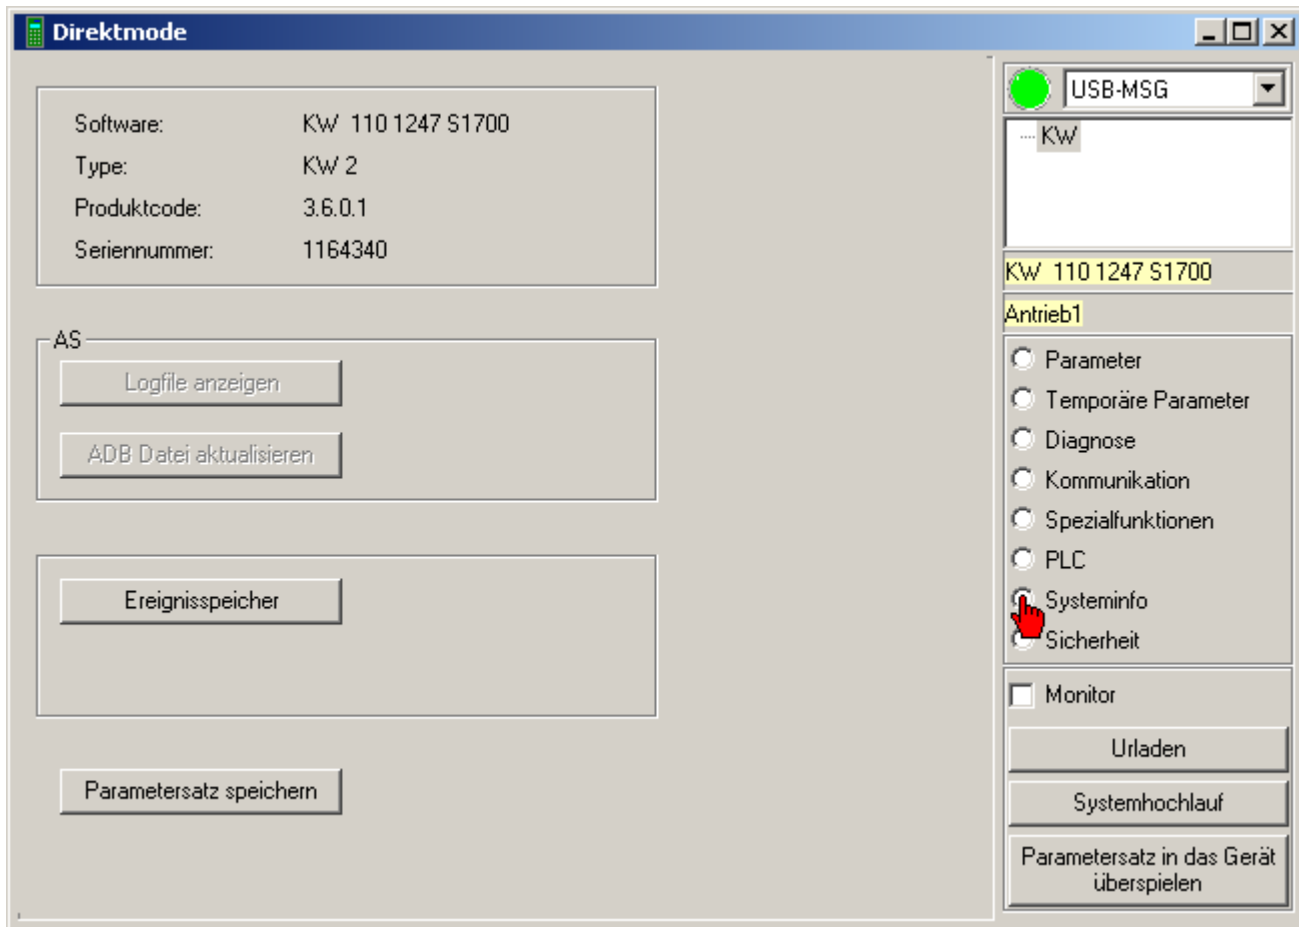 Direktmode
Software: KW 110 1247 S1700
Type: KW 2
Produktcode: 3.6.0.1
Seriennummer: 1164340
AS
Logfile anzeigen
ADB Datei aktualisieren
Ereignisspeicher
Parametersatz speichern
USB-MSG
KW
KW 110 1247 S1700
Antrieb1
Parameter
Temporäre Parameter
Diagnose
Kommunikation
Spezialfunktionen
PLC
Systeminfo
Sicherheit
Monitor
Urladen
Systemhochlauf
Parametersatz in das Gerät
überspielen